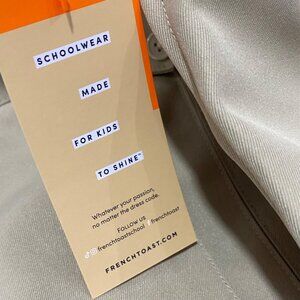 SCHOOLWEAR
MADE
FOR KIDS
TO SHINE™
Whatever your passion,
no matter the dress code.
FOLLOW US
frenchtoastschool frenchtoast
FRENCHTOAST.COM